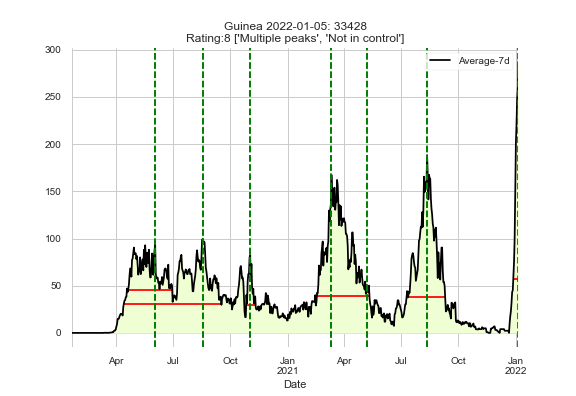 Guinea 2022-01-05: 33428
Rating:8 ['Multiple peaks', 'Not in control']
300
Average-7d
250
200
150
100
50
0
Apr Jul Oct Jan Apr Jul Oct Jan
2021 2022
Date